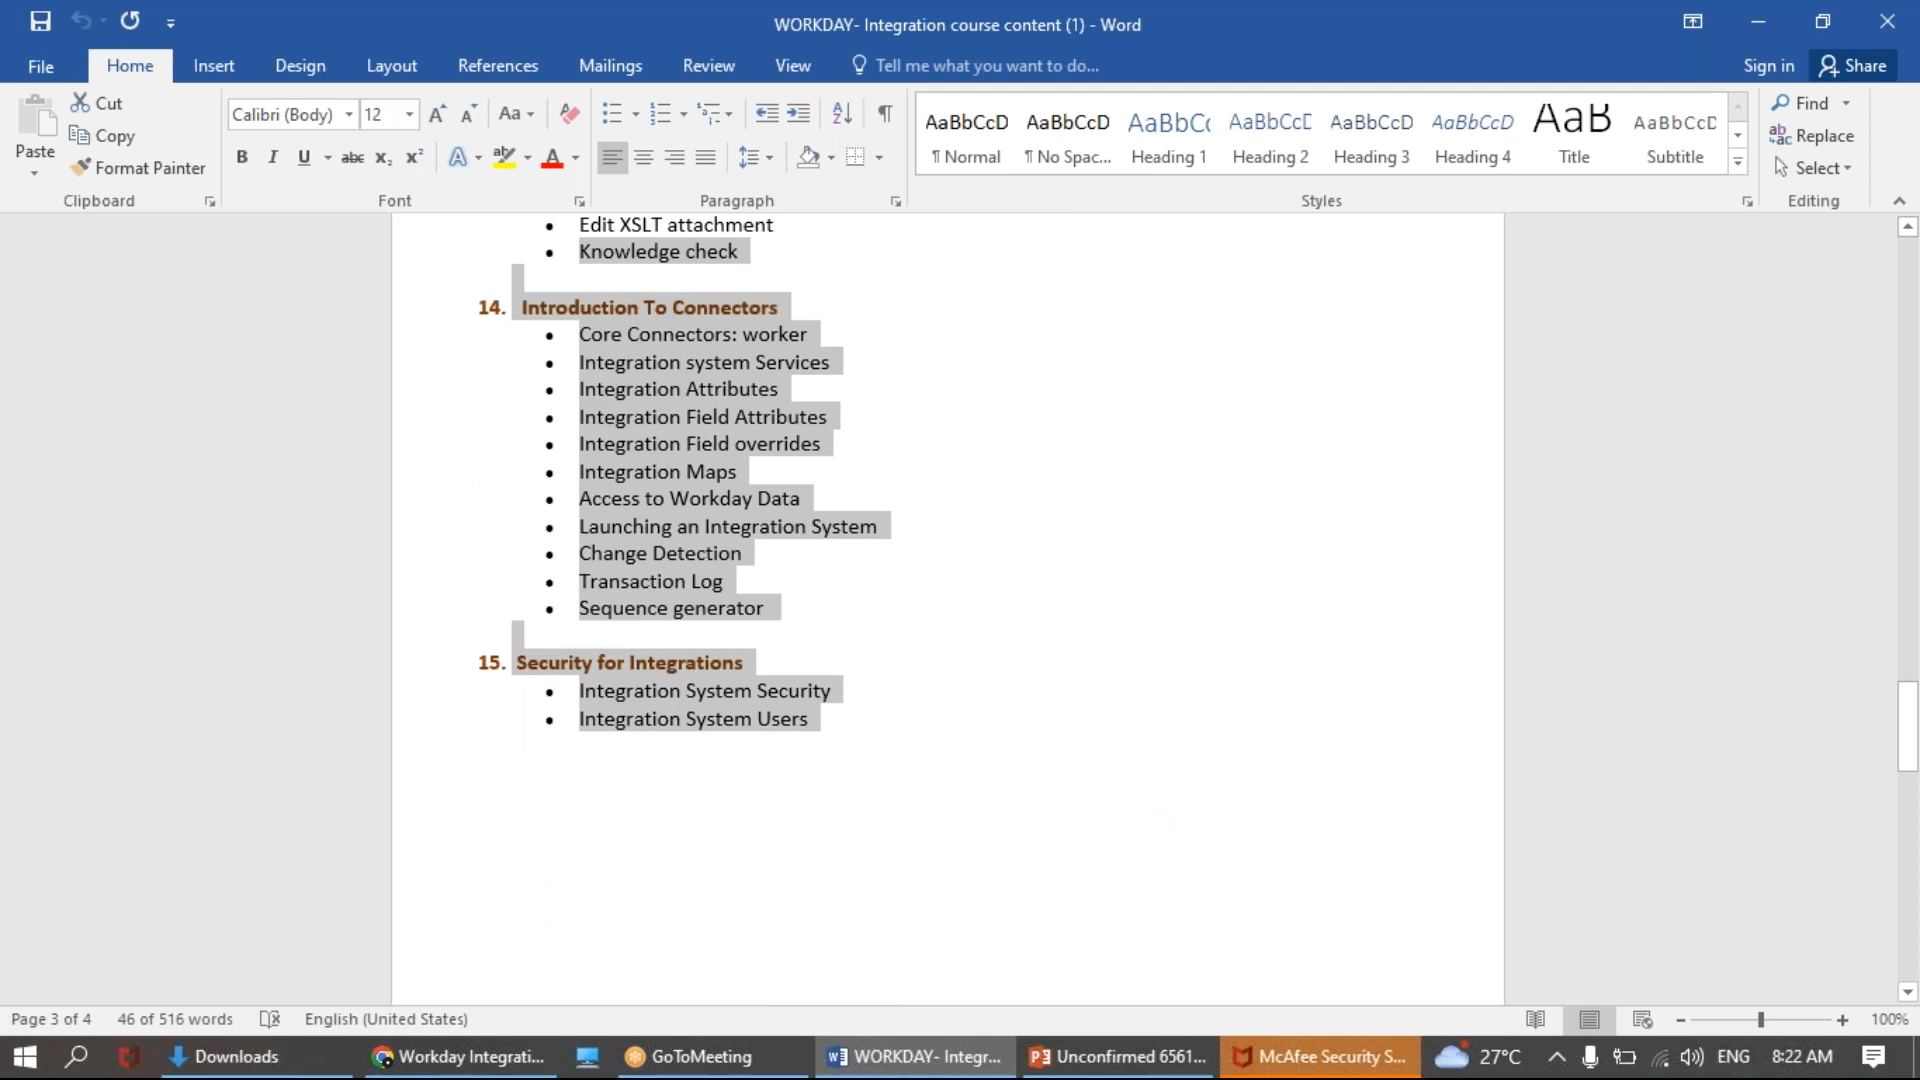 WORKDAY- Integration course content (1) - Word
File Home Insert Design Layout References Mailings Review View Tell me what you want to do... Sign in Share
Paste
Cut
Copy
Format Painter
Clipboard
Calibri (Body) 12 Aa
B I U abc x₂ x² A A
Font
Paragraph
AaBbCcD ¶ Normal
AaBbCcD ¶ No Spac...
AaBbC Heading 1
AaBbCcD Heading 2
AaBbCcD Heading 3
AaBbCcD Heading 4
AaB Title
AaBbCcD Subtitle
Styles
Find
Replace
Select
Editing
• Edit XSLT attachment
• Knowledge check
14. Introduction To Connectors
• Core Connectors: worker
• Integration system Services
• Integration Attributes
• Integration Field Attributes
• Integration Field overrides
• Integration Maps
• Access to Workday Data
• Launching an Integration System
• Change Detection
• Transaction Log
• Sequence generator
15. Security for Integrations
• Integration System Security
• Integration System Users
Page 3 of 4 46 of 516 words English (United States) 100%
Downloads Workday Integrati... GoToMeeting WORKDAY- Integr... Unconfirmed 6561... McAfee Security S... 27°C ENG 8:22 AM